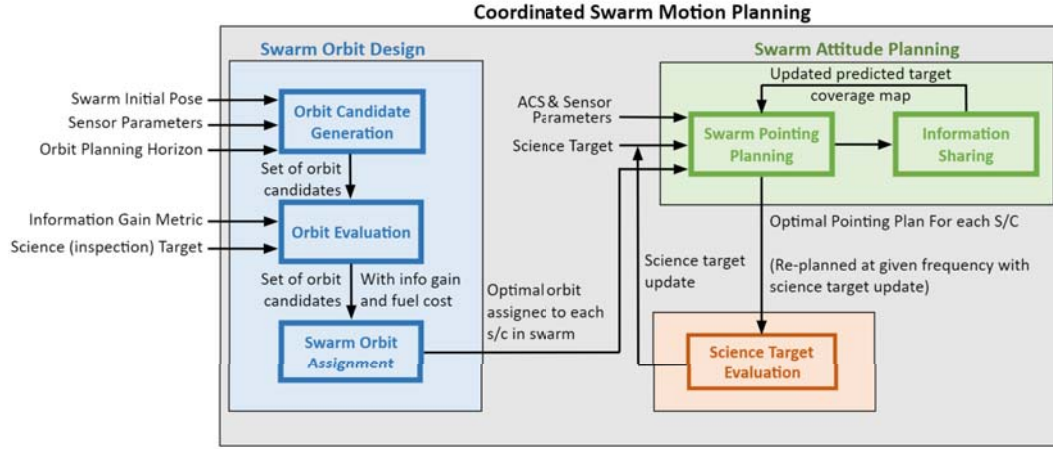 Coordinated Swarm Motion Planning
Swarm Orbit Design
Swarm Initial Pose
Sensor Parameters
Orbit Planning Horizon
Orbit Candidate
Generation
Set of orbit
candidates
Information Gain Metric
Science (inspection) Target
Orbit Evaluation
Set of orbit
candidates
With info gain
and fuel cost
Swarm Orbit
Assignment
Optimal orbit
assigned to each
s/c in swarm
Swarm Attitude Planning
Updated predicted target
coverage map
ACS & Sensor
Parameters
Science Target
Swarm Pointing
Planning
Information
Sharing
Optimal Pointing Plan For each S/C
(Re-planned at given frequency with
science target update)
Science target
update
Science Target
Evaluation